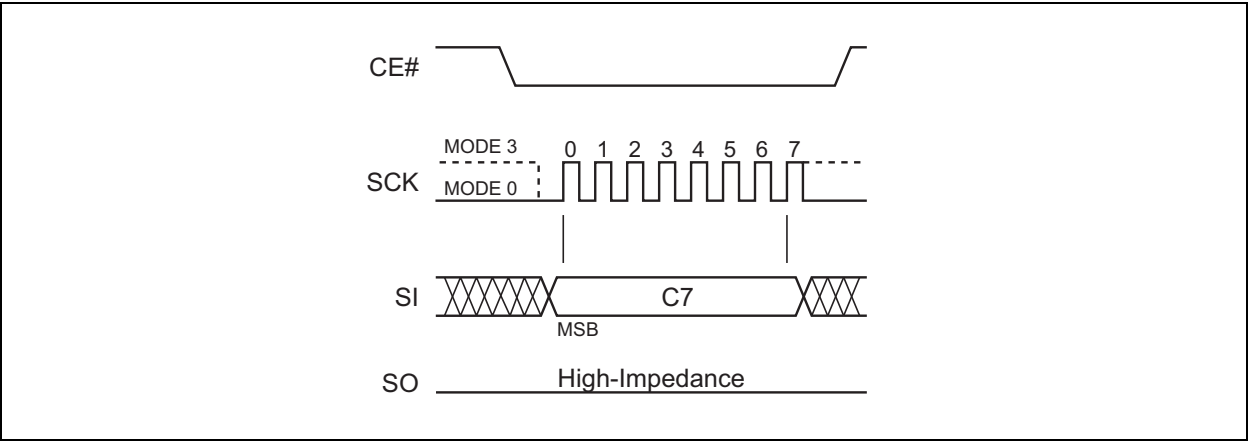 CE#
MODE 3
0 1 2 3 4 5 6 7
SCK
MODE 0
SI
C7
MSB
SO
High-Impedance